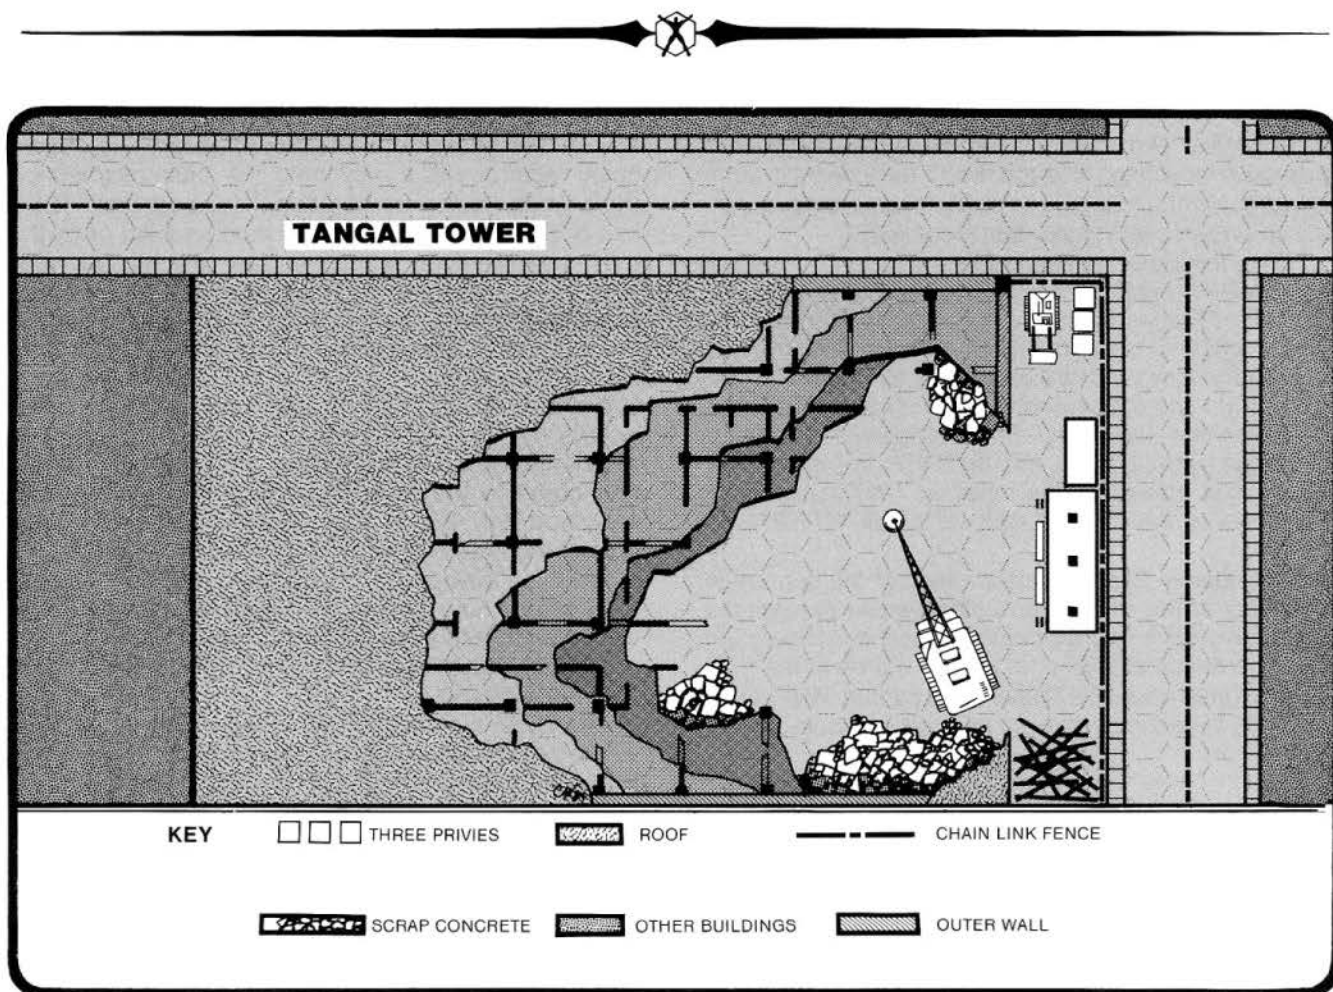 TANGAL TOWER
KEY
THREE PRIVIES
ROOF
CHAIN LINK FENCE
SCRAP CONCRETE
OTHER BUILDINGS
OUTER WALL